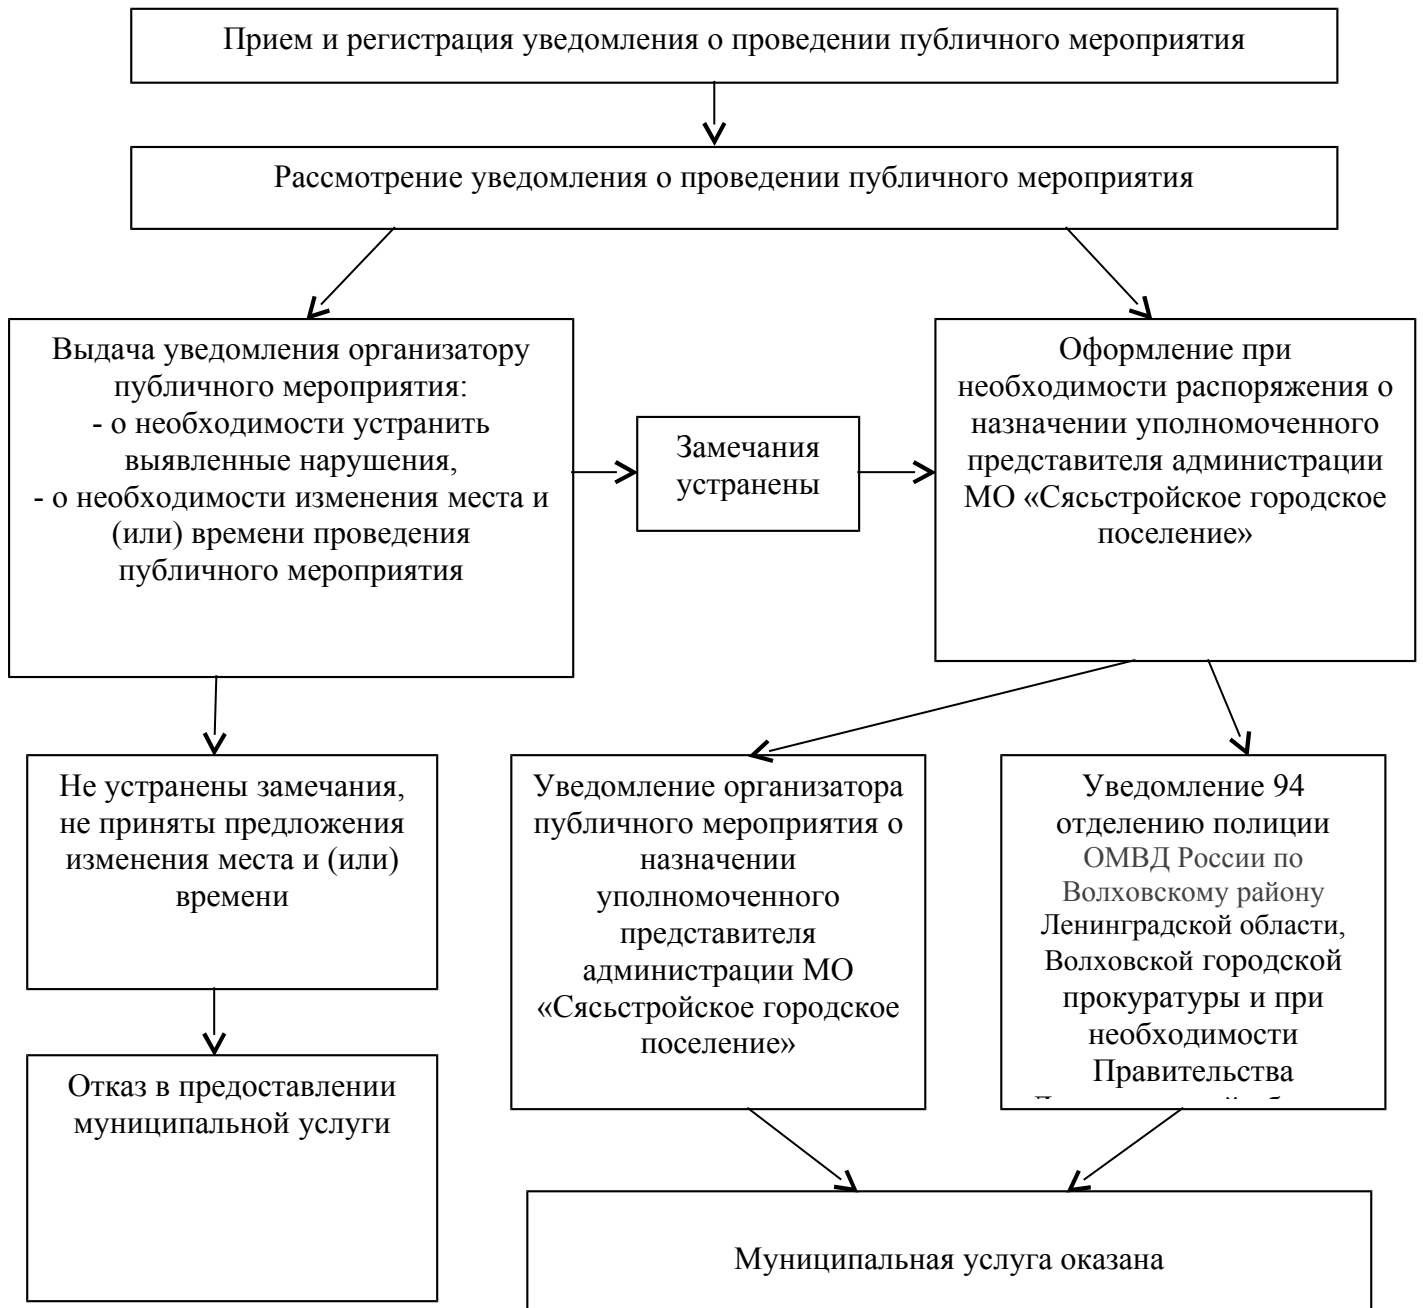 Прием и регистрация уведомления о проведении публичного мероприятия
Рассмотрение уведомления о проведении публичного мероприятия
Выдача уведомления организатору
публичного мероприятия:
- о необходимости устранить
выявленные нарушения,
- о необходимости изменения места и
(или) времени проведения
публичного мероприятия
Замечания
устранены
Оформление при
необходимости распоряжения о
назначении уполномоченного
представителя администрации
МО «Сясьстройское городское
поселение»
Не устранены замечания,
не приняты предложения
изменения места и (или)
времени
Уведомление организатора
публичного мероприятия о
назначении
уполномоченного
представителя
администрации МО
«Сясьстройское городское
поселение»
Уведомление 94
отделению полиции
ОМВД России по
Волховскому району
Ленинградской области,
Волховской городской
прокуратуры и при
необходимости
Правительства
Отказ в предоставлении
муниципальной услуги
Муниципальная услуга оказана